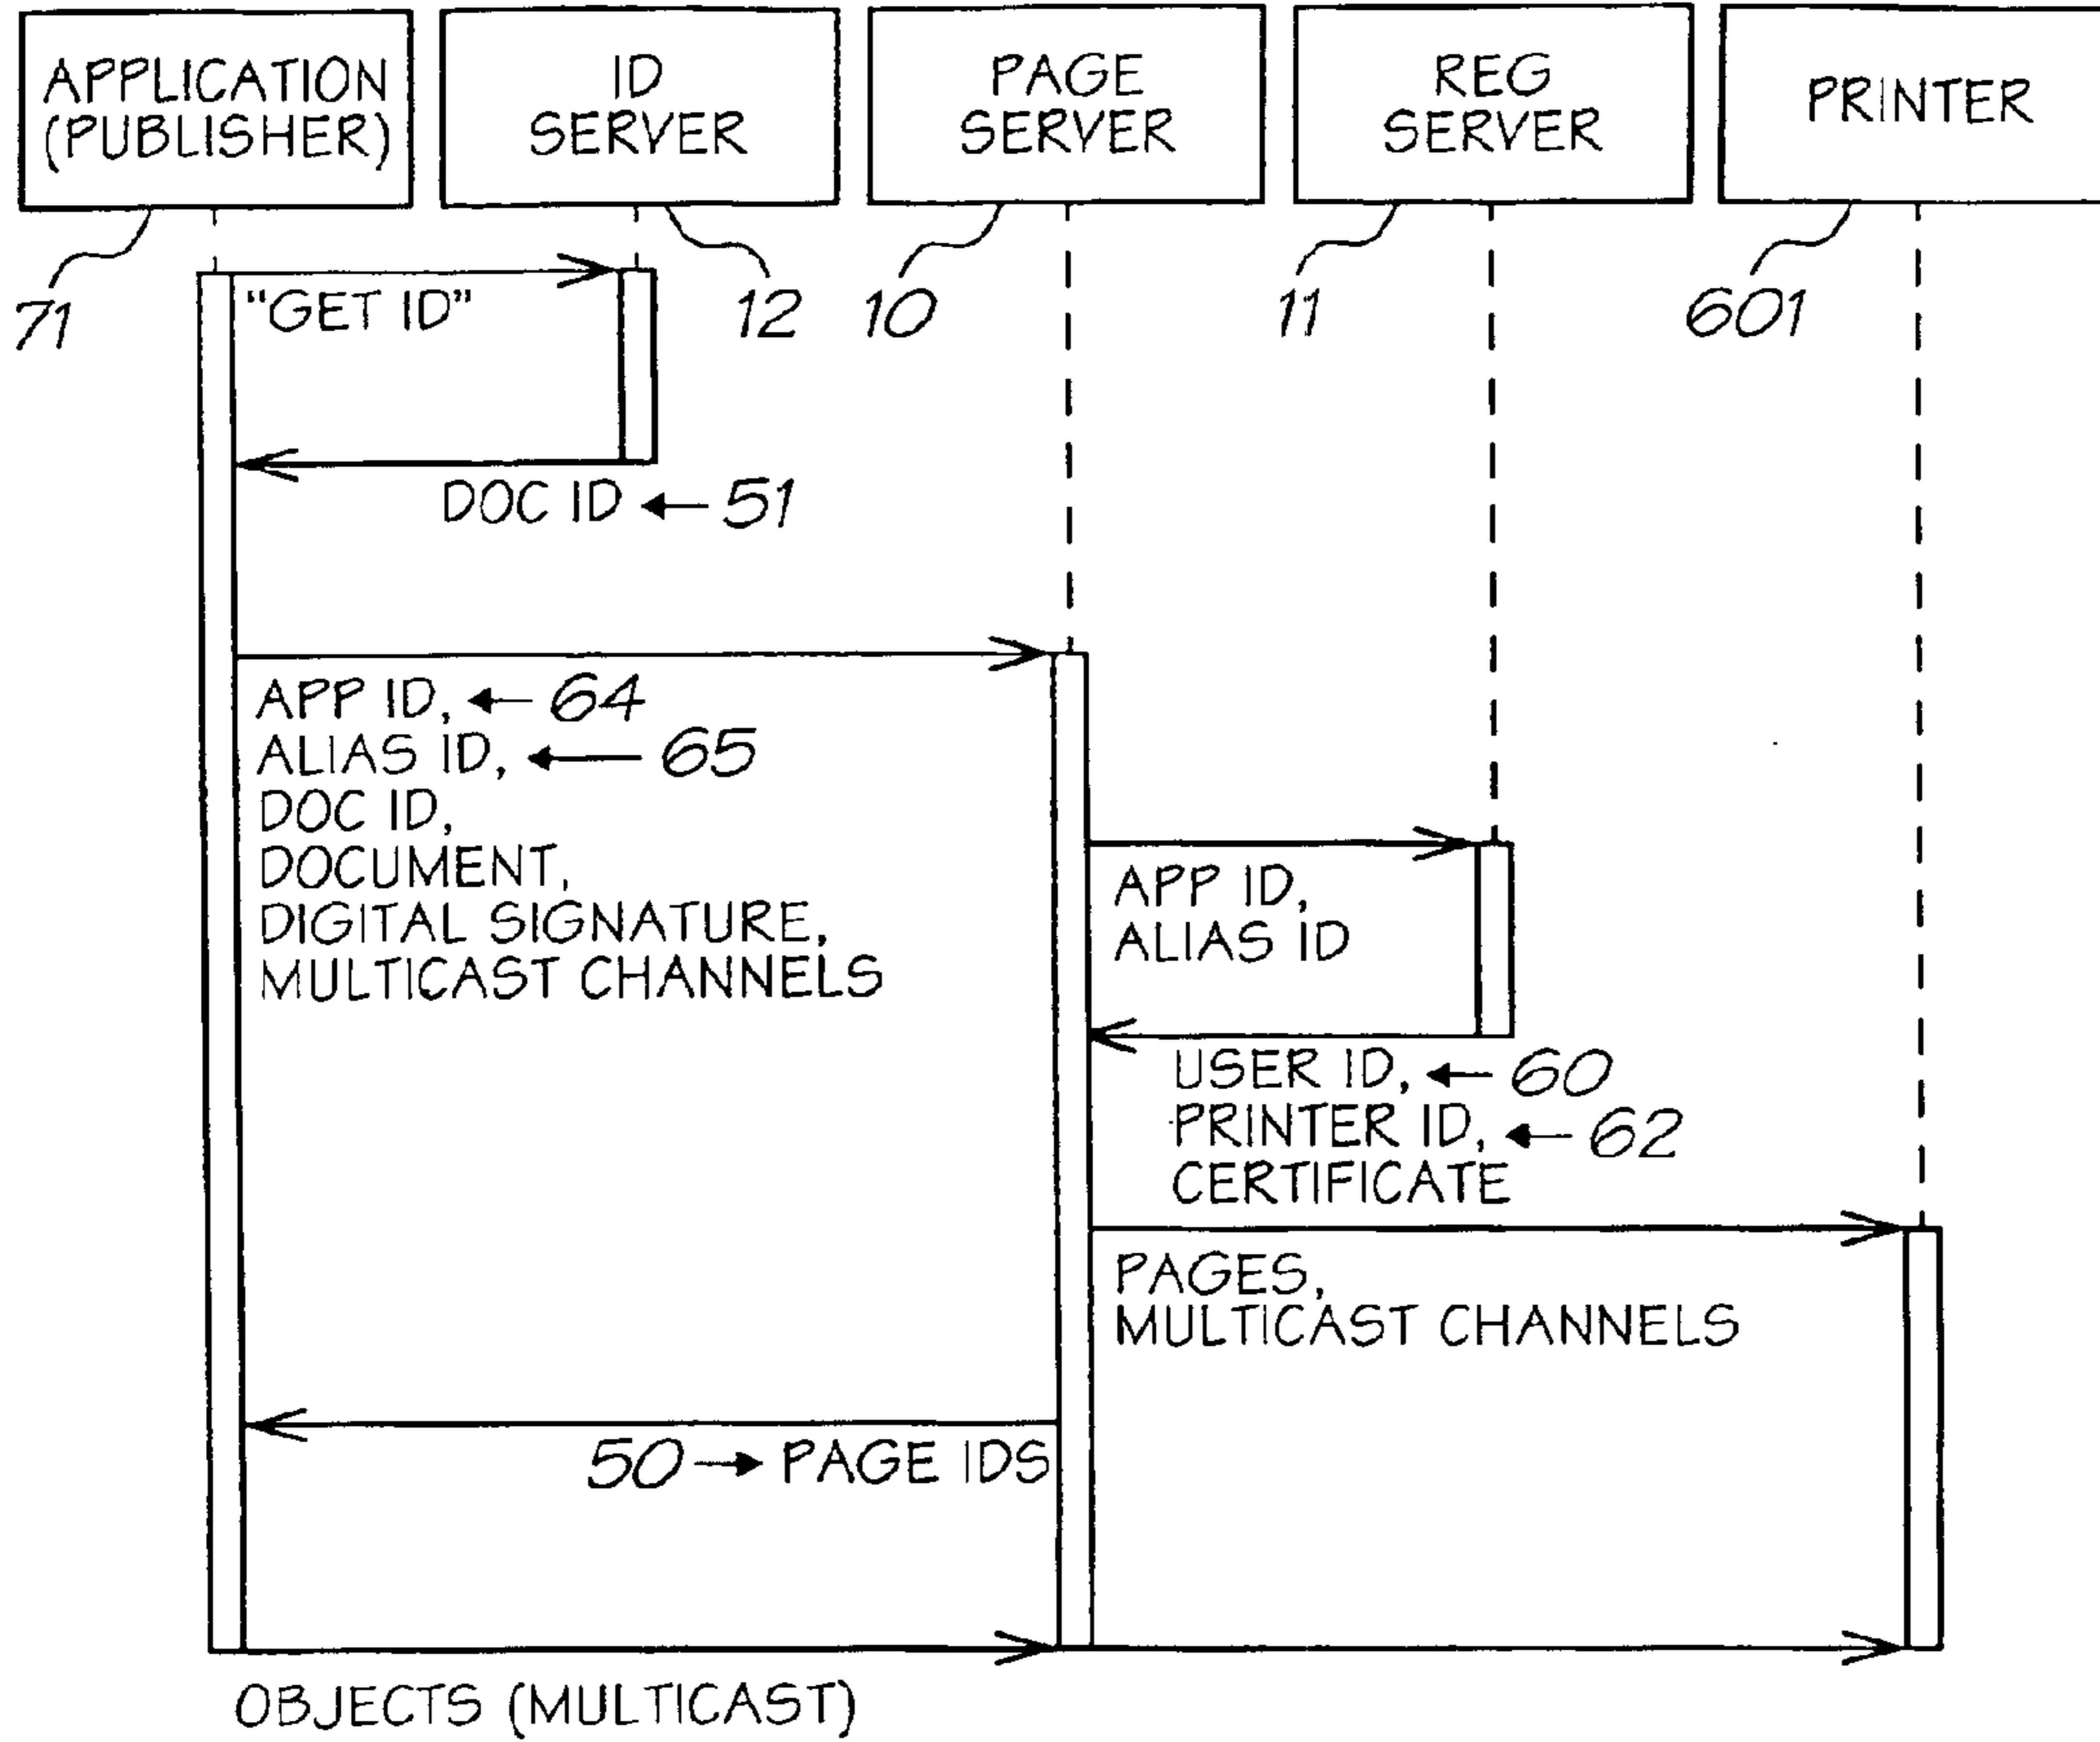 APPLICATION
(PUBLISHER)
ID
SERVER
PAGE
SERVER
REG
SERVER
PRINTER
71
12
10
11
601
"GET ID"
DOC ID ← 51
APP ID, ← 64
ALIAS ID, ← 65
DOC ID,
DOCUMENT,
DIGITAL SIGNATURE,
MULTICAST CHANNELS
APP ID,
ALIAS ID
USER ID, ← 60
PRINTER ID, ← 62
CERTIFICATE
PAGES,
MULTICAST CHANNELS
50 → PAGE IDS
OBJECTS (MULTICAST)